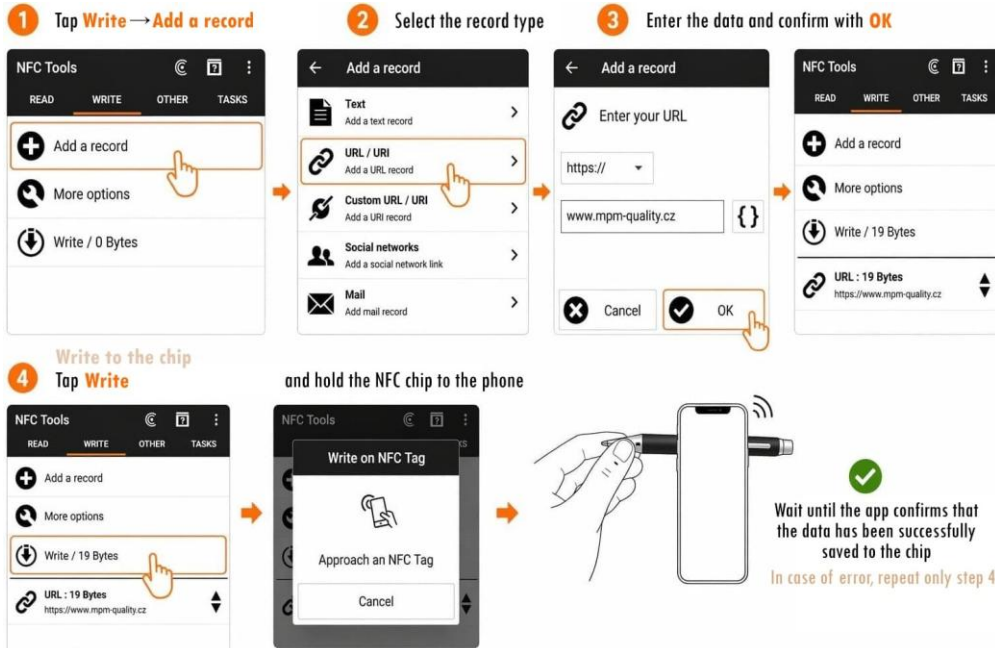 1 Tap Write → Add a record
NFC Tools
READ WRITE OTHER TASKS
Add a record
More options
Write / 0 Bytes
2 Select the record type
Add a record
Text
Add a text record
URL / URI
Add a URL record
Custom URL / URI
Add a URI record
Social networks
Add a social network link
Mail
Add mail record
3 Enter the data and confirm with OK
Add a record
Enter your URL
https://
www.mpm-quality.cz
{}
Cancel OK
NFC Tools
READ WRITE OTHER TASKS
Add a record
More options
Write / 19 Bytes
URL : 19 Bytes
https://www.mpm-quality.cz
Write to the chip
4 Tap Write
NFC Tools
READ WRITE OTHER TASKS
Add a record
More options
Write / 19 Bytes
URL : 19 Bytes
https://www.mpm-quality.cz
and hold the NFC chip to the phone
NFC Tools
Write on NFC Tag
Approach an NFC Tag
Cancel
Wait until the app confirms that
the data has been successfully
saved to the chip
In case of error, repeat only step 4